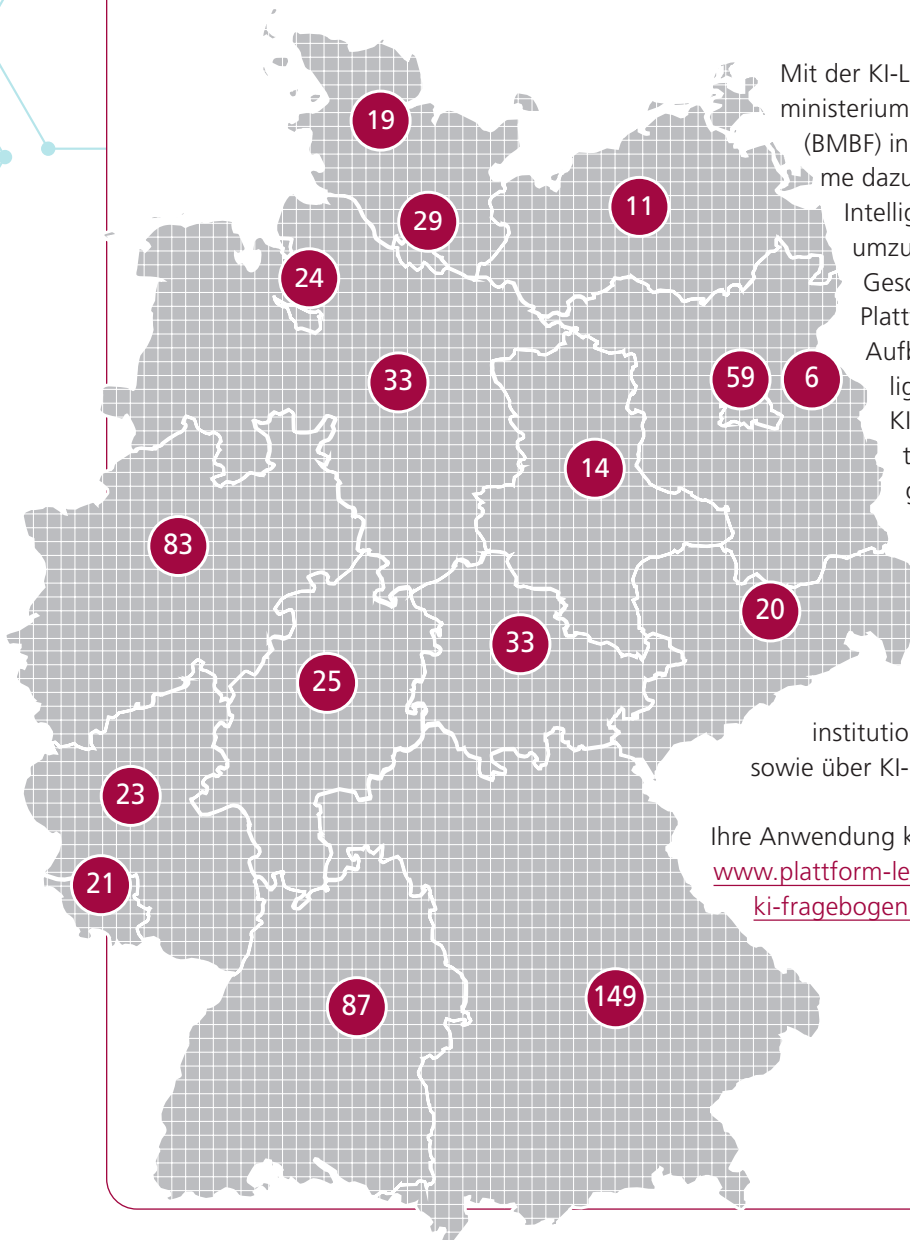 19
29
11
24
33
59
6
14
83
20
33
25
23
21
87
149
Mit der KI-L
ministerium
(BMBF) in
me dazu
Intellig
umzu
Gesc
Platt
Aufb
lig
KI
t
g
institution
sowie über KI-
Ihre Anwendung k
www.plattform-le
ki-fragebogen